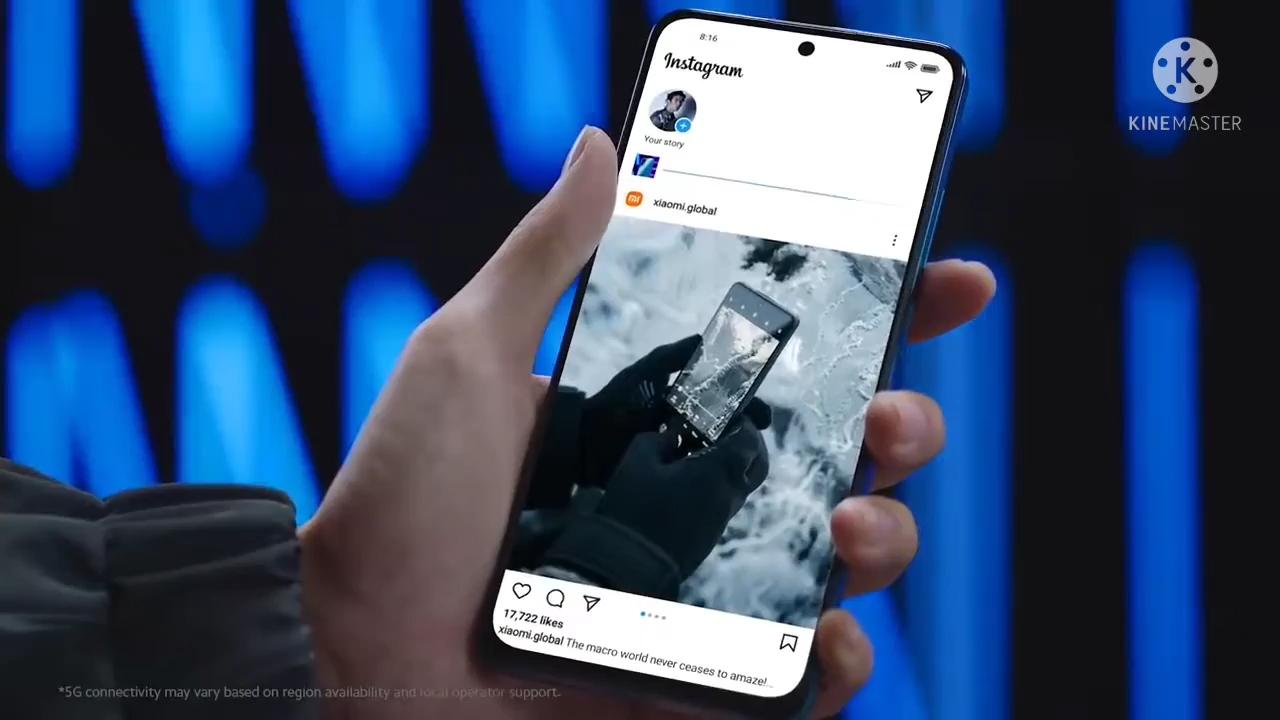 8:16
Instagram
K
KINEMASTER
Your story
mi
xiaomi.global
17,722 likes
xiaomi.global The macro world never ceases to amaze!...
*5G connectivity may vary based on region availability and local operator support.